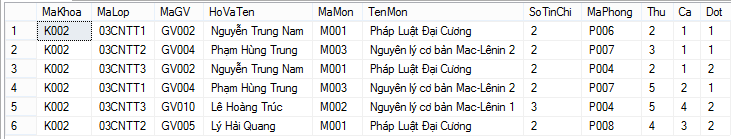 MaKhoa MaLop MaGV HoVaTen MaMon TenMon SoTinChi MaPhong Thu Ca Dot
1 K002 03CNTT1 GV002 Nguyễn Trung Nam M001 Pháp Luật Đại Cương 2 P006 2 1 1
2 K002 03CNTT2 GV004 Phạm Hùng Trung M003 Nguyên lý cơ bản Mac-Lênin 2 2 P007 3 1 1
3 K002 03CNTT3 GV002 Nguyễn Trung Nam M001 Pháp Luật Đại Cương 2 P004 2 1 2
4 K002 03CNTT1 GV004 Phạm Hùng Trung M003 Nguyên lý cơ bản Mac-Lênin 2 2 P007 5 1 2
5 K002 03CNTT3 GV010 Lê Hoàng Trúc M002 Nguyên lý cơ bản Mac-Lênin 1 3 P004 5 4 2
6 K002 03CNTT2 GV005 Lý Hải Quang M001 Pháp Luật Đại Cương 2 P008 4 3 2